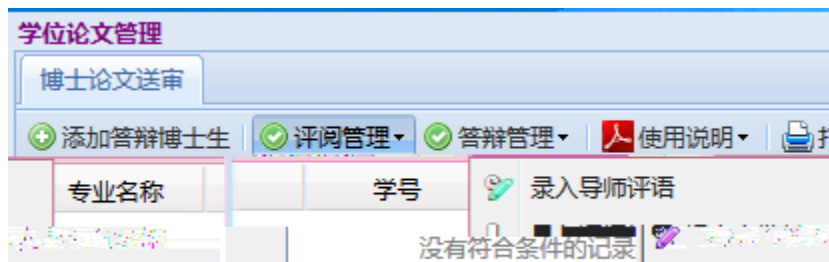 学位论文管理
博士论文送审
添加答辩博士生 评阅管理 答辩管理 使用说明
专业名称 学号 录入导师评语
没有符合条件的记录